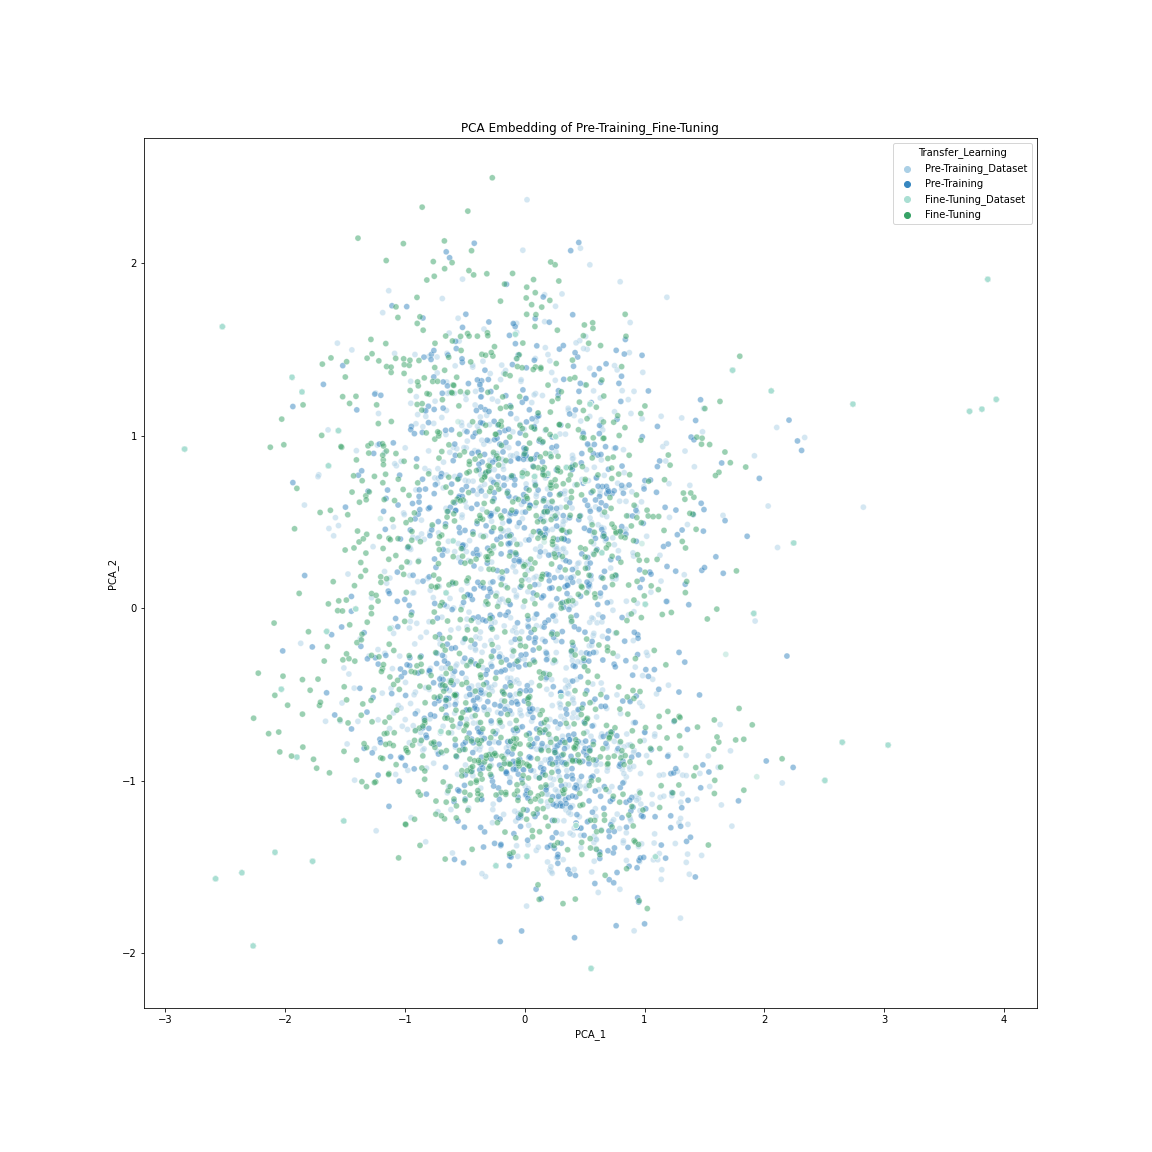 PCA Embedding of Pre-Training_Fine-Tuning
Transfer_Learning
Pre-Training_Dataset
Pre-Training
Fine-Tuning_Dataset
Fine-Tuning
2
1
0
−1
−2
PCA_2
−3 −2 −1 0 1 2 3 4
PCA_1